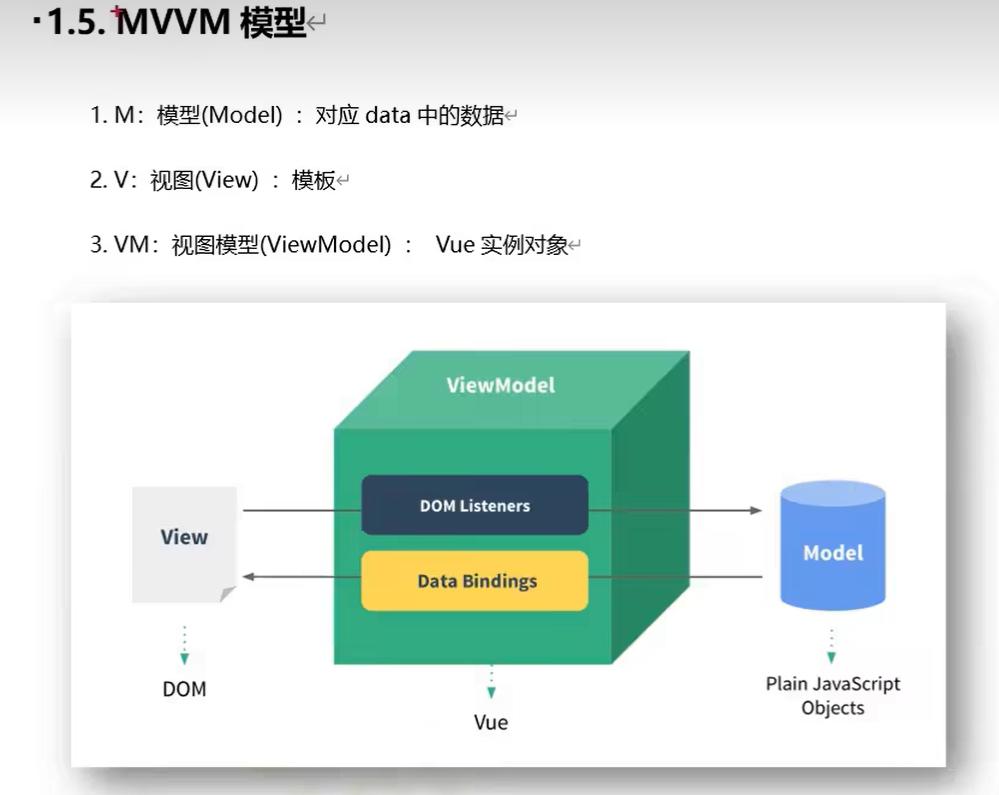 ·1.5. MVVM 模型↵
1. M：模型(Model) ：对应 data 中的数据↵
2. V：视图(View) ：模板↵
3. VM：视图模型(ViewModel) ： Vue 实例对象↵
ViewModel
DOM Listeners
View
Model
Data Bindings
DOM
Vue
Plain JavaScript
Objects